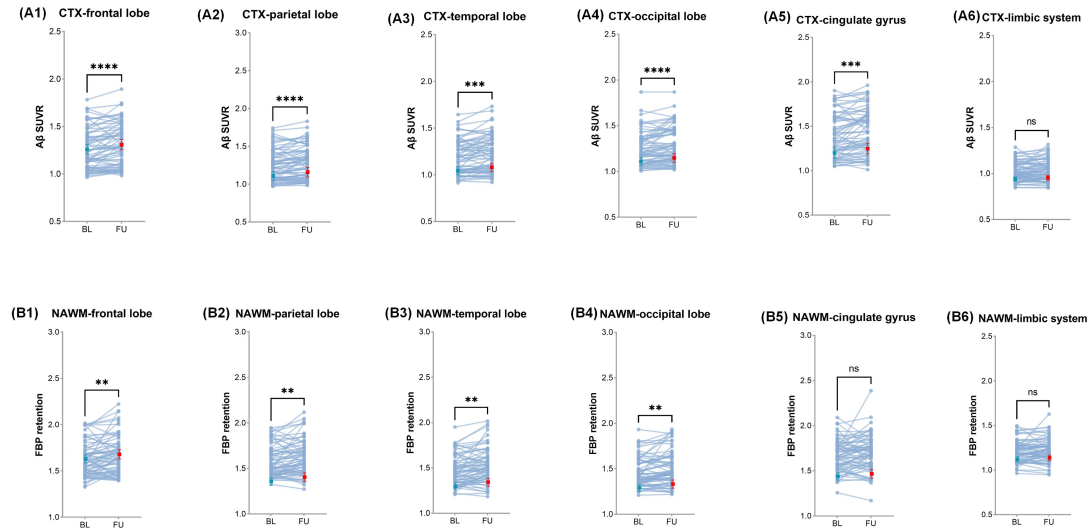 (A1) CTX-frontal lobe
Aβ SUVR
2.5
2.0
1.5
1.0
0.5
****
BL FU
(A2) CTX-parietal lobe
Aβ SUVR
3.0
2.5
2.0
1.5
1.0
0.5
****
BL FU
(A3) CTX-temporal lobe
Aβ SUVR
2.5
2.0
1.5
1.0
0.5
***
BL FU
(A4) CTX-occipital lobe
Aβ SUVR
2.5
2.0
1.5
1.0
0.5
****
BL FU
(A5) CTX-cingulate gyrus
Aβ SUVR
2.5
2.0
1.5
1.0
0.5
***
BL FU
(A6) CTX-limbic system
Aβ SUVR
2.5
2.0
1.5
1.0
0.5
ns
BL FU
(B1) NAWM-frontal lobe
FBP retention
3.0
2.5
2.0
1.5
1.0
**
BL FU
(B2) NAWM-parietal lobe
FBP retention
3.0
2.5
2.0
1.5
1.0
**
BL FU
(B3) NAWM-temporal lobe
FBP retention
3.0
2.5
2.0
1.5
1.0
**
BL FU
(B4) NAWM-occipital lobe
FBP retention
3.0
2.5
2.0
1.5
1.0
**
BL FU
(B5) NAWM-cingulate gyrus
FBP retention
3.0
2.5
2.0
1.5
1.0
ns
BL FU
(B6) NAWM-limbic system
FBP retention
2.5
2.0
1.5
1.0
0.5
ns
BL FU